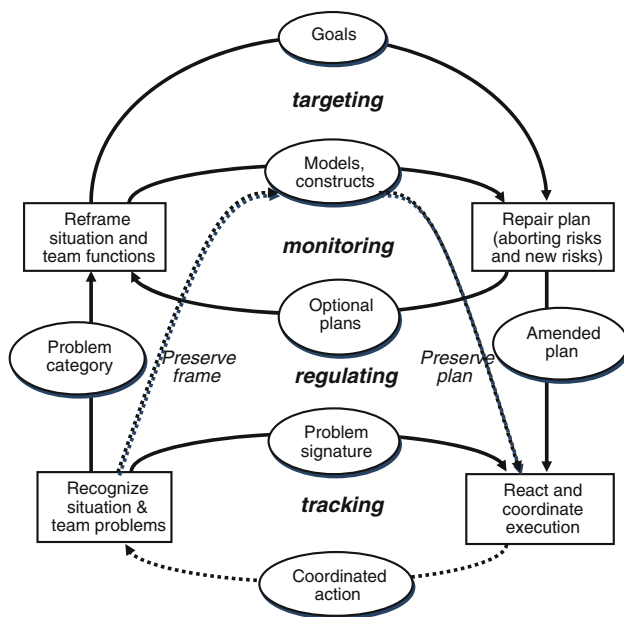 Goals
targeting
Models,
constructs
Reframe
situation and
team functions
Repair plan
(aborting risks
and new risks)
monitoring
Optional
plans
Problem
category
Preserve
frame
regulating
Preserve
plan
Amended
plan
Problem
signature
Recognize
situation &
team problems
tracking
React and
coordinate
execution
Coordinated
action